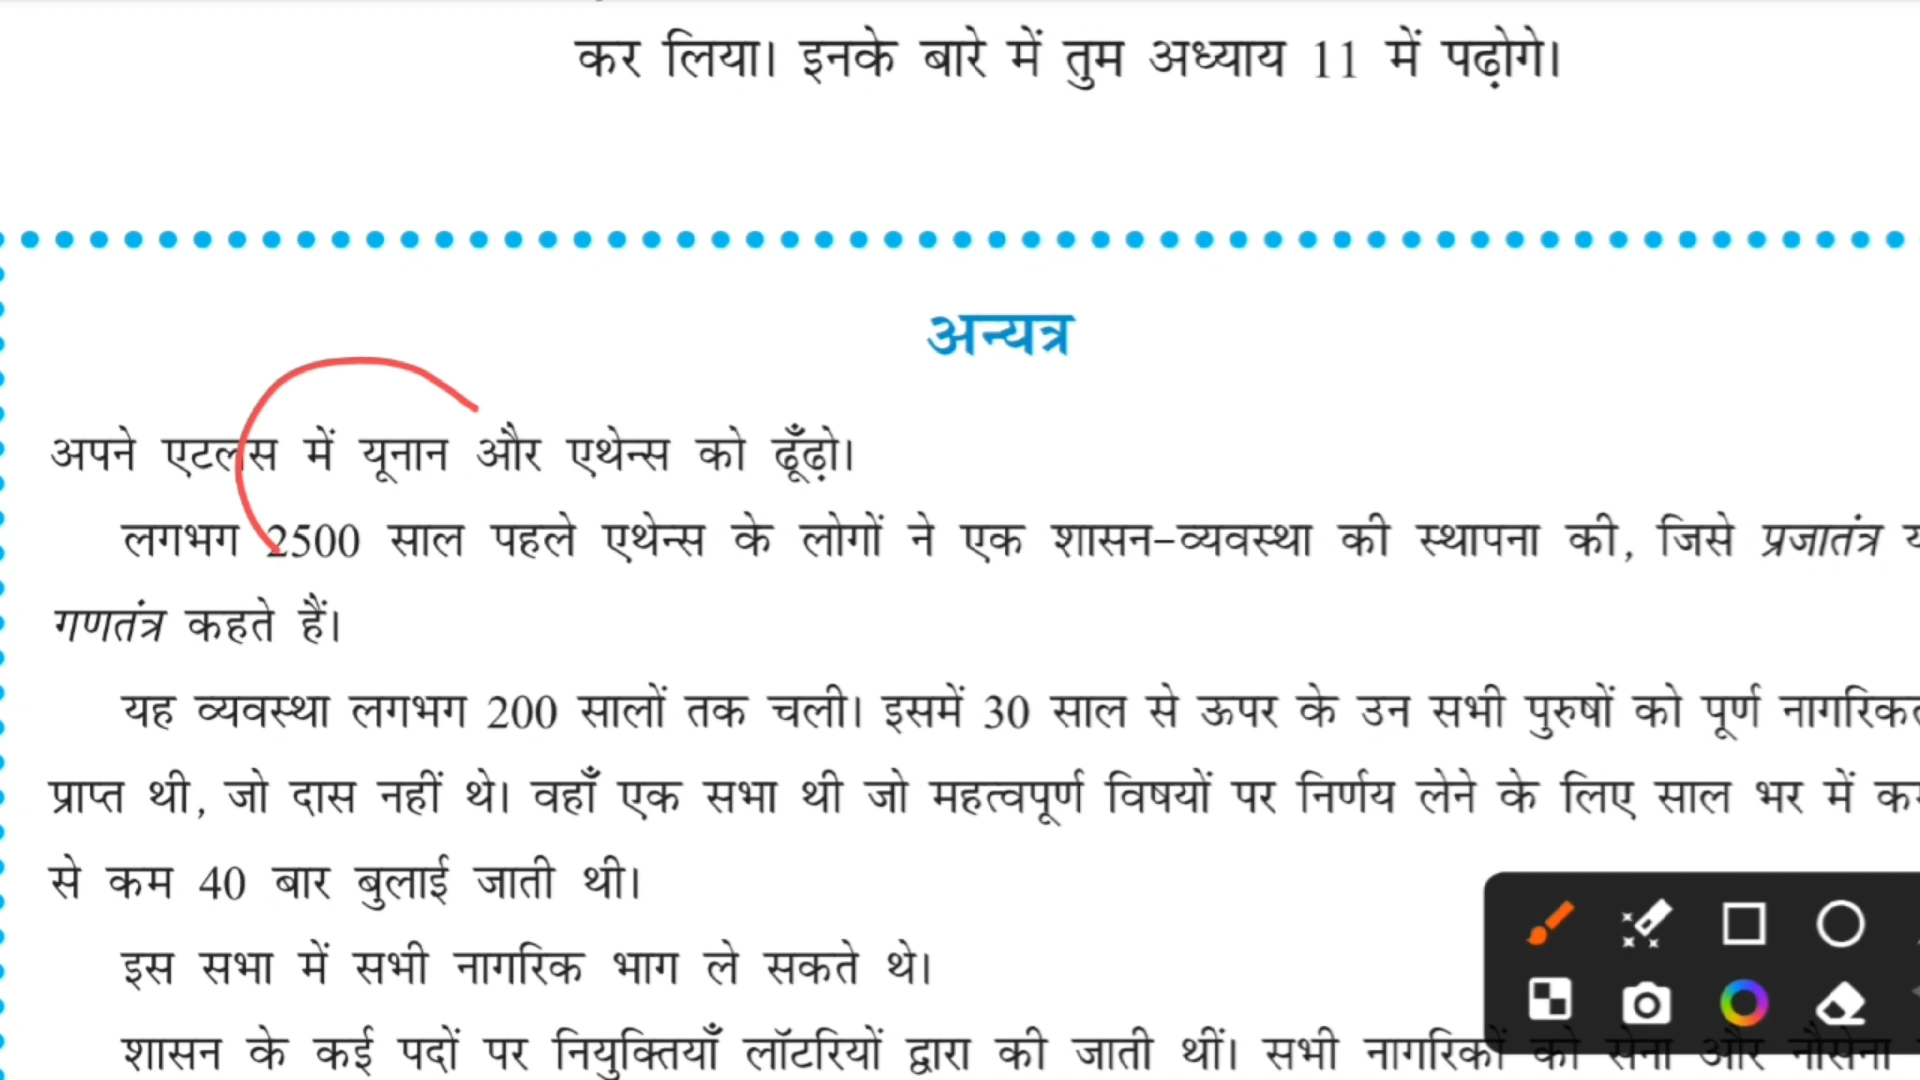 कर लिया। इनके बारे में तुम अध्याय 11 में पढ़ोगे।
अन्यत्र
अपने एटलस में यूनान और एथेन्स को ढूँढ़ो।
लगभग 2500 साल पहले एथेन्स के लोगों ने एक शासन-व्यवस्था की स्थापना की, जिसे प्रजातंत्र
गणतंत्र कहते हैं।
यह व्यवस्था लगभग 200 सालों तक चली। इसमें 30 साल से ऊपर के उन सभी पुरुषों को पूर्ण
प्राप्त थी, जो दास नहीं थे। वहाँ एक सभा थी जो महत्वपूर्ण विषयों पर निर्णय लेने के लिए साल भर में
से कम 40 बार बुलाई जाती थी।
इस सभा में सभी नागरिक भाग ले सकते थे।
शासन के कई पदों पर नियुक्तियाँ लॉटरियों द्वारा की जाती थीं। सभी नागरिकों को सेना और नौसेना